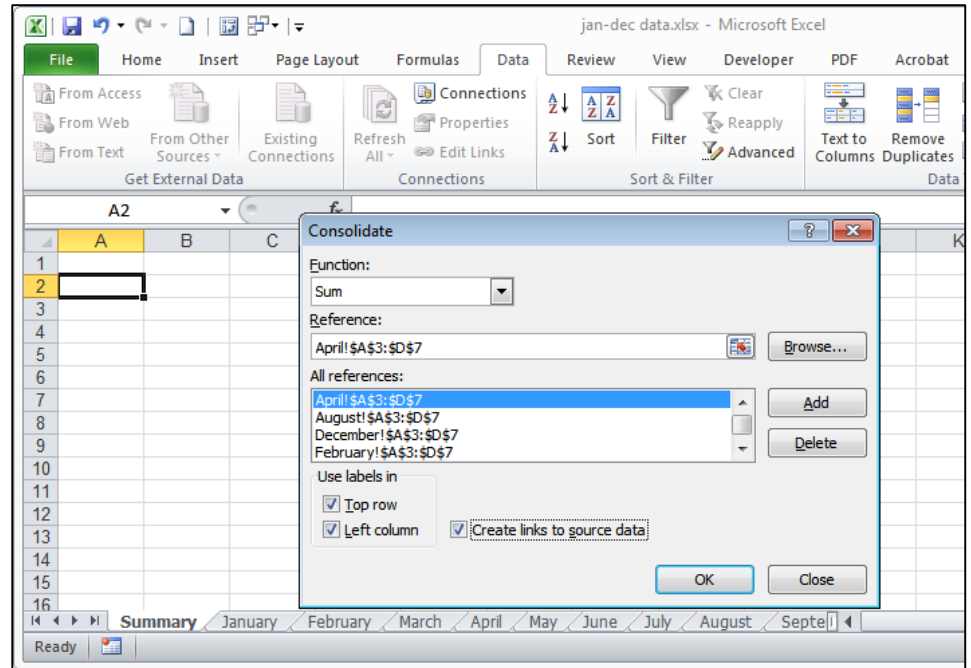 jan-dec data.xlsx - Microsoft Excel
File Home Insert Page Layout Formulas Data Review View Developer PDF Acrobat
From Access
From Web
From Text
From Other Sources
Existing Connections
Get External Data
Refresh All
Connections
Properties
Edit Links
Connections
A Z
Z A
A Z
Z A
Sort
Filter
Clear
Reapply
Advanced
Sort & Filter
Text to Columns
Remove Duplicates
Data
A2
A B C K
1
2
3
4
5
6
7
8
9
10
11
12
13
14
15
16
Consolidate
Function:
Sum
Reference:
April!$A$3:$D$7
Browse...
All references:
April!$A$3:$D$7
August!$A$3:$D$7
December!$A$3:$D$7
February!$A$3:$D$7
Add
Delete
Use labels in
Top row
Left column
Create links to source data
OK
Close
Summary January February March April May June July August Septe
Ready